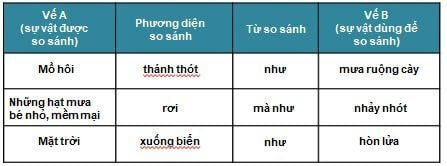 Vế A
(sự vật được
so sánh)
Phương diện
so sánh
Từ so sánh
Vế B
(sự vật dùng để
so sánh)
Mồ hôi
thánh thót
như
mưa ruộng cày
Những hạt mưa
bé nhỏ, mềm mại
rơi
mà như
nhảy nhót
Mặt trời
xuống biển
như
hòn lửa